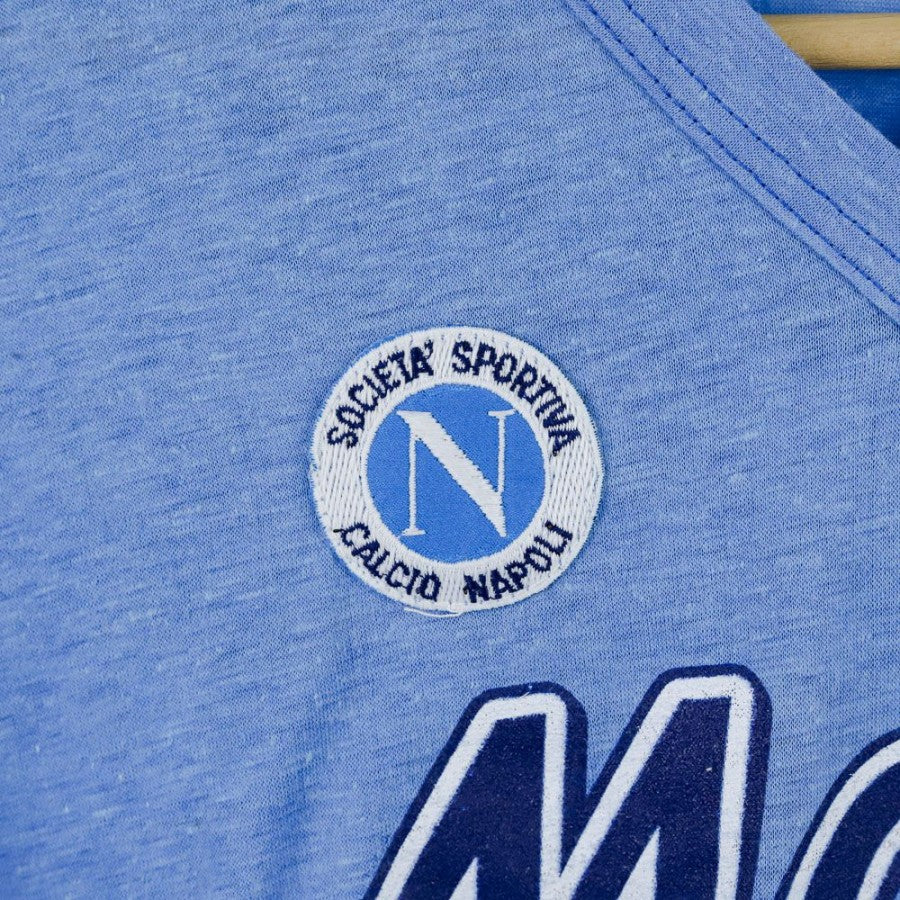 SOCIETA' SPORTIVA
N
CALCIO NAPOLI
M